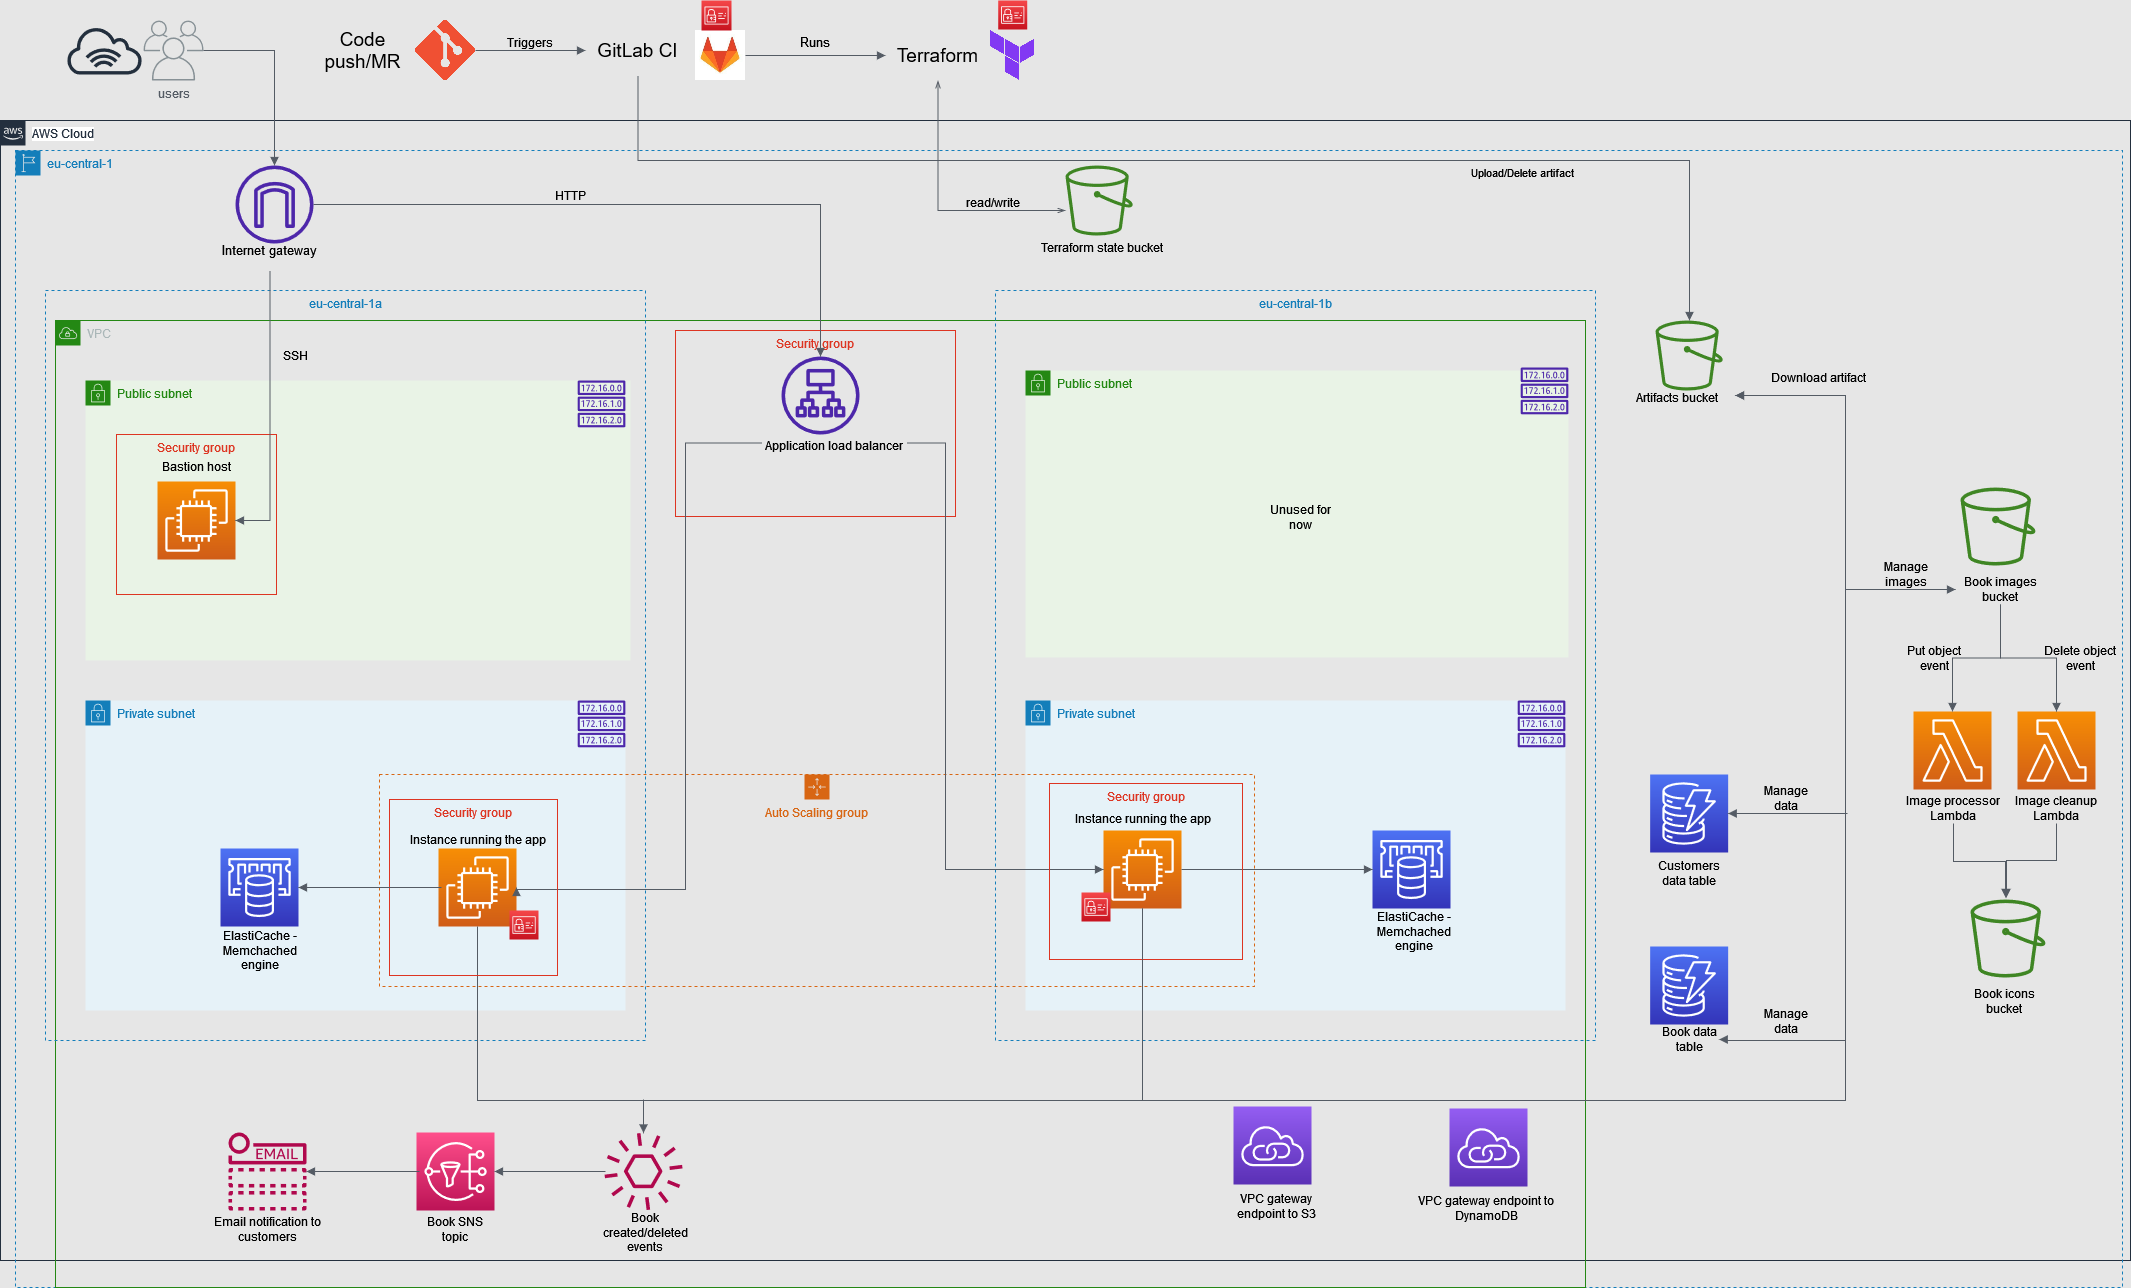 Code
push/MR
Triggers
GitLab CI
Runs
Terraform
users
aws
AWS Cloud
eu-central-1
Upload/Delete artifact
HTTP
read/write
Internet gateway
Terraform state bucket
eu-central-1a
eu-central-1b
VPC
Security group
SSH
Application load balancer
Public subnet
172.16.0.0
172.16.1.0
172.16.2.0
Public subnet
172.16.0.0
172.16.1.0
172.16.2.0
Artifacts bucket
Download artifact
Security group
Bastion host
Unused for
now
Manage
images
Book images
bucket
Put object
event
Delete object
event
Private subnet
172.16.0.0
172.16.1.0
172.16.2.0
Private subnet
172.16.0.0
172.16.1.0
172.16.2.0
Auto Scaling group
Security group
Instance running the app
Security group
Instance running the app
ElastiCache -
Memchached
engine
ElastiCache -
Memchached
engine
Manage
data
Customers
data table
Image processor
Lambda
Image cleanup
Lambda
Book icons
bucket
Manage
data
Book data
table
EMAIL
Email notification to
customers
Book SNS
topic
Book
created/deleted
events
VPC gateway
endpoint to S3
VPC gateway endpoint to
DynamoDB